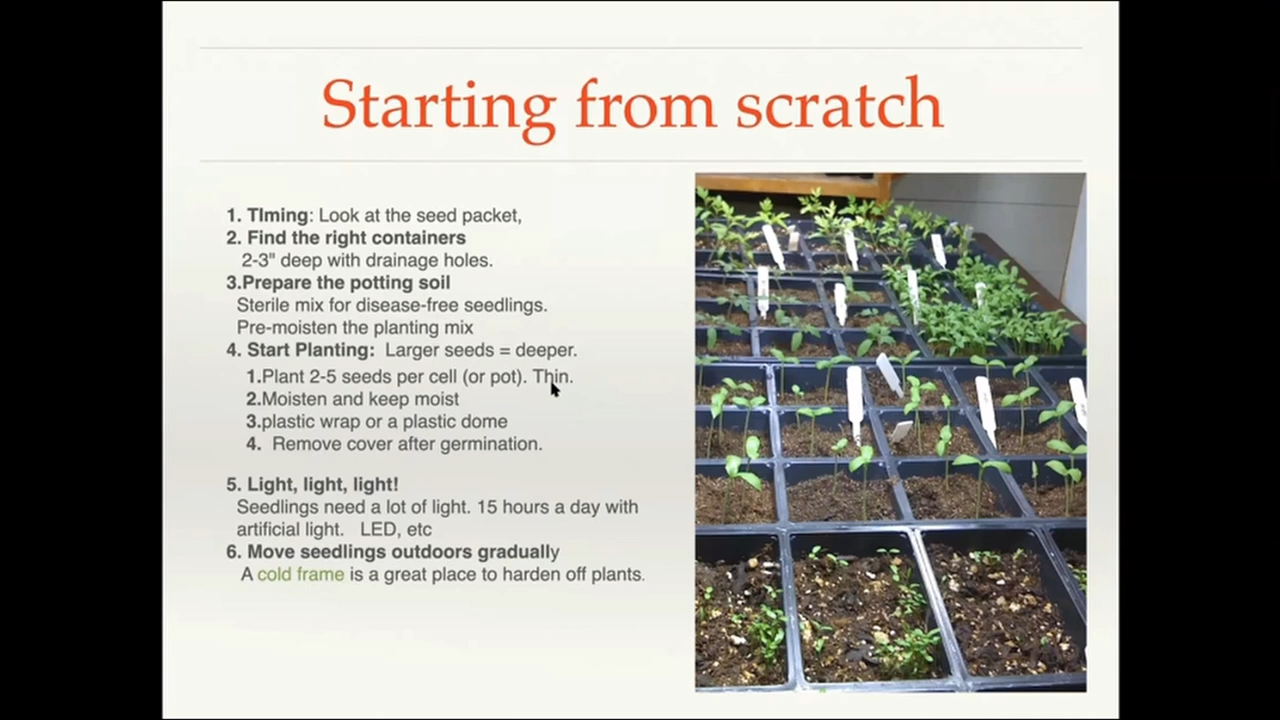 Starting from scratch
1. TIming: Look at the seed packet,
2. Find the right containers
2-3" deep with drainage holes.
3.Prepare the potting soil
Sterile mix for disease-free seedlings.
Pre-moisten the planting mix
4. Start Planting: Larger seeds = deeper.
1.Plant 2-5 seeds per cell (or pot). Thin.
2.Moisten and keep moist
3.plastic wrap or a plastic dome
4. Remove cover after germination.
5. Light, light, light!
Seedlings need a lot of light. 15 hours a day with
artificial light. LED, etc
6. Move seedlings outdoors gradually
A cold frame is a great place to harden off plants.